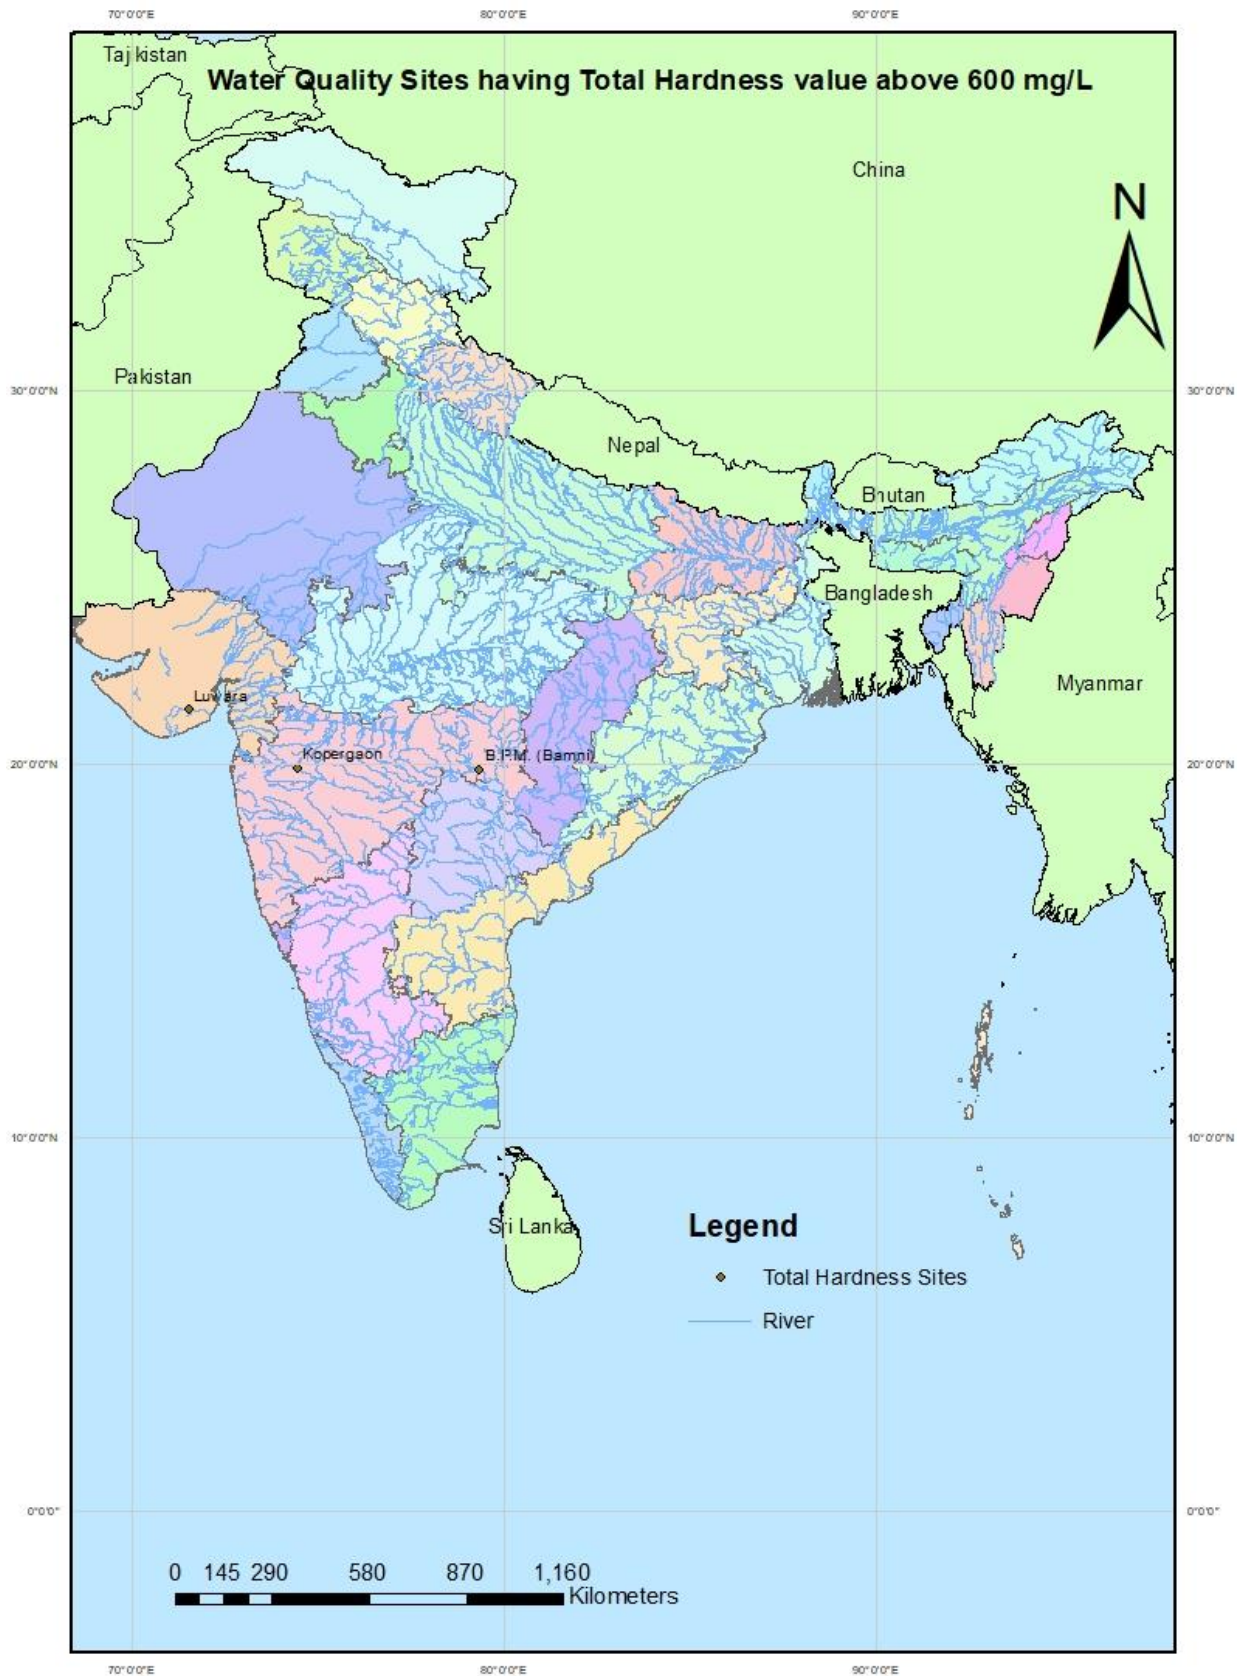 70°0'0"E 80°0'0"E 90°0'0"E
Tajikistan
Water Quality Sites having Total Hardness value above 600 mg/L
China
N
Pakistan
30°0'0"N 30°0'0"N
Nepal
Bhutan
Bangladesh
Myanmar
Luwara
Kopergaon
B.P.M. (Bamni)
20°0'0"N 20°0'0"N
10°0'0"N 10°0'0"N
Sri Lanka
Legend
Total Hardness Sites
River
0°0'0" 0°0'0"
0 145 290 580 870 1,160
Kilometers
70°0'0"E 80°0'0"E 90°0'0"E